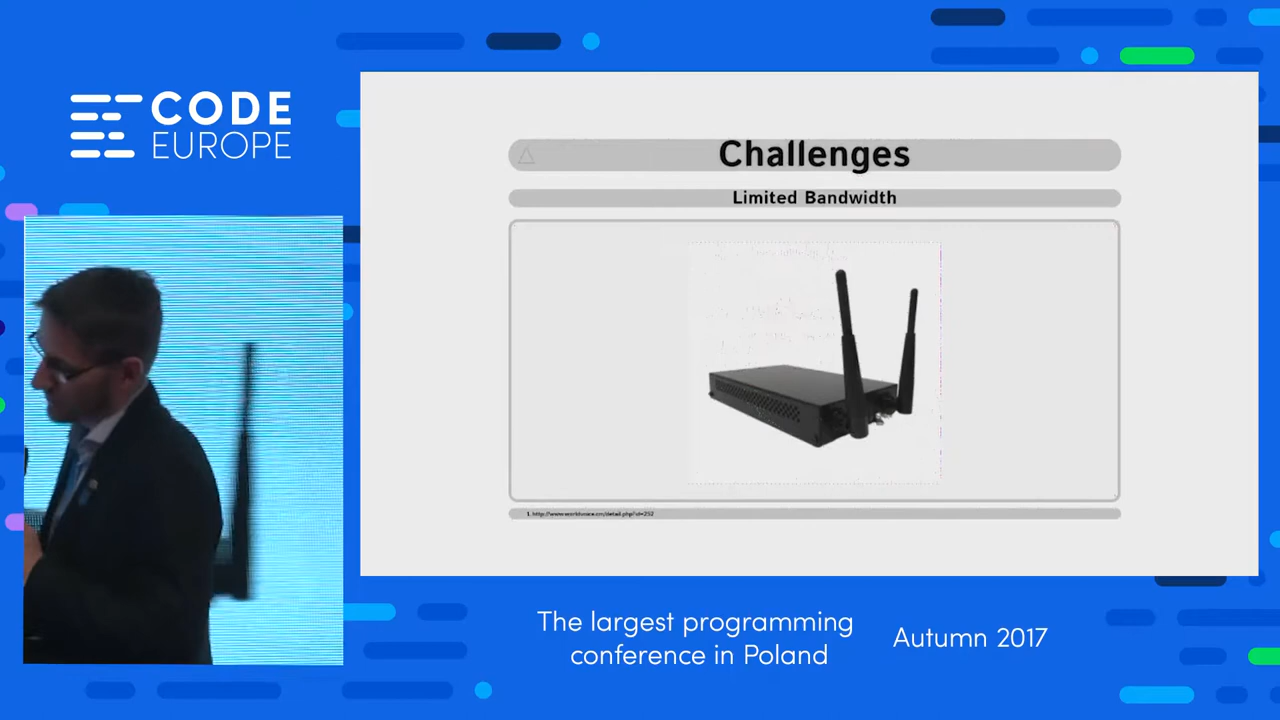 CODE
EUROPE
Challenges
Limited Bandwidth
The largest programming
conference in Poland
Autumn 2017